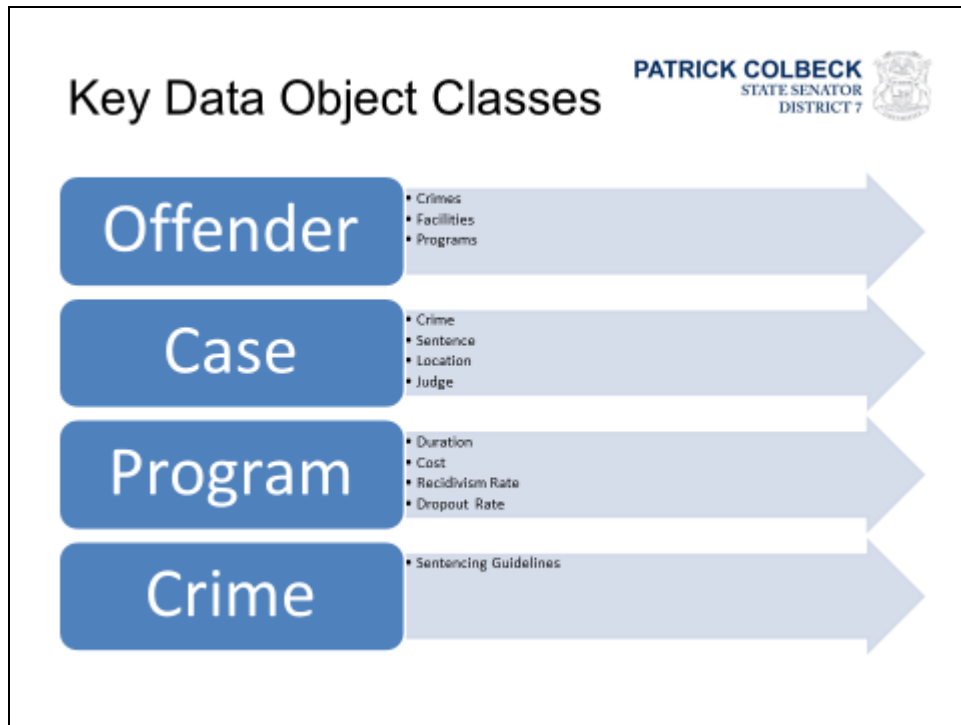 Key Data Object Classes
PATRICK COLBECK
STATE SENATOR
DISTRICT 7
Offender
• Crimes
• Facilities
• Programs
Case
• Crime
• Sentence
• Location
• Judge
Program
• Duration
• Cost
• Recidivism Rate
• Dropout Rate
Crime
• Sentencing Guidelines